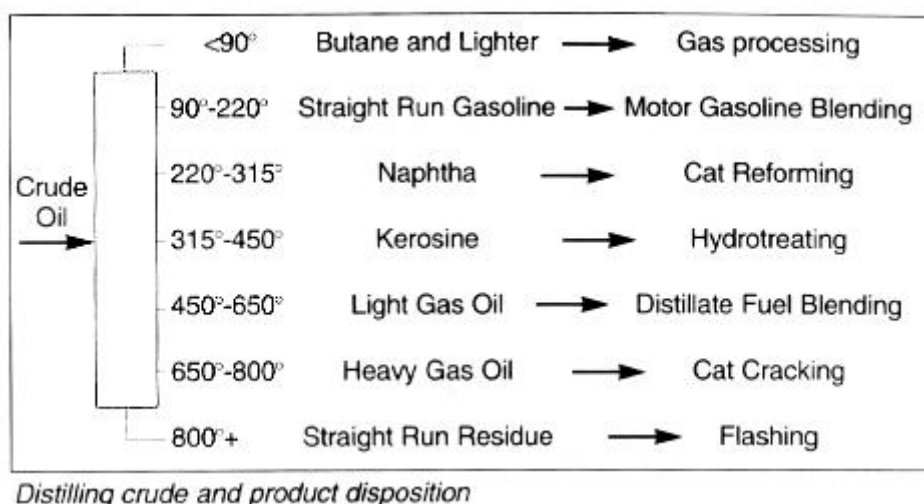 <90° Butane and Lighter Gas processing
90°-220° Straight Run Gasoline Motor Gasoline Blending
220°-315° Naphtha Cat Reforming
Crude
Oil
315°-450° Kerosine Hydrotreating
450°-650° Light Gas Oil Distillate Fuel Blending
650°-800° Heavy Gas Oil Cat Cracking
800°+ Straight Run Residue Flashing
Distilling crude and product disposition